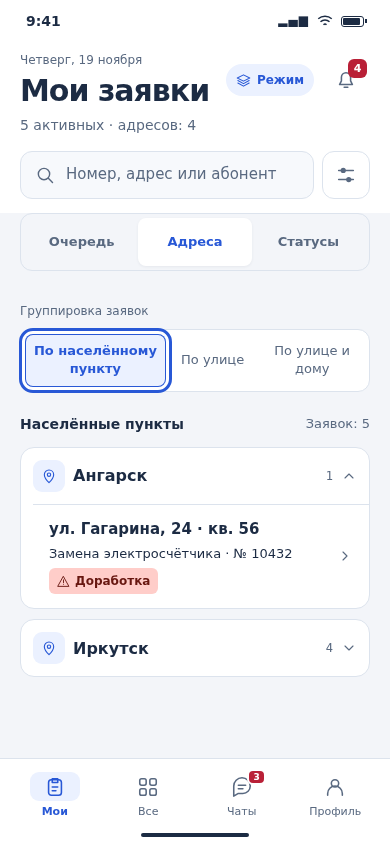 9:41
Четверг, 19 ноября
Мои заявки
Режим
4
5 активных · адресов: 4
Номер, адрес или абонент
Очередь
Адреса
Статусы
Группировка заявок
По населённому
пункту
По улице
По улице и
дому
Населённые пункты
Заявок: 5
Ангарск
1
ул. Гагарина, 24 · кв. 56
Замена электросчётчика · № 10432
Доработка
Иркутск
4
3
Мои
Все
Чаты
Профиль